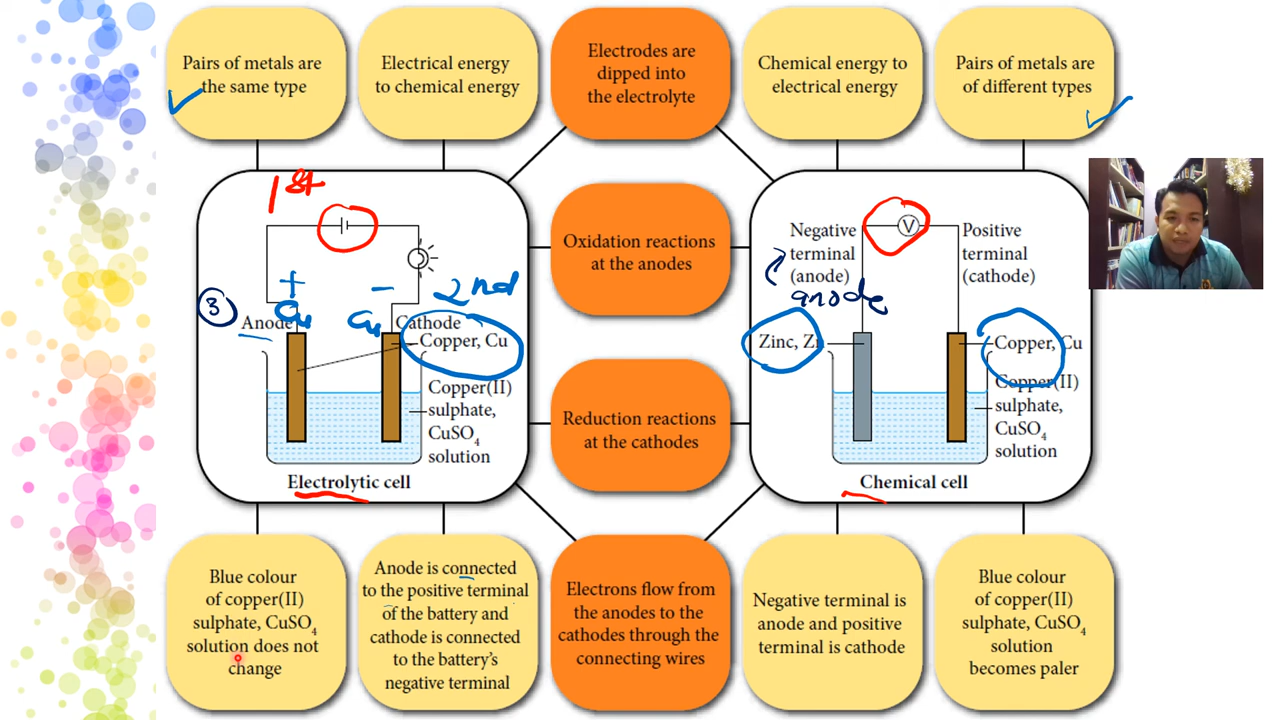 Pairs of metals are
the same type
Electrical energy
to chemical energy
Electrodes are
dipped into
the electrolyte
Chemical energy to
electrical energy
Pairs of metals are
of different types
1st
+
-
2nd
3
Cu
Cu
Anode
Cathode
Copper, Cu
Copper(II)
sulphate,
CuSO4
solution
Electrolytic cell
Oxidation reactions
at the anodes
Reduction reactions
at the cathodes
V
Negative
terminal
(anode)
anode
Positive
terminal
(cathode)
Zinc, Zn
Copper, Cu
Copper(II)
sulphate,
CuSO4
solution
Chemical cell
Blue colour
of copper(II)
sulphate, CuSO4
solution does not
change
Anode is connected
to the positive terminal
of the battery and
cathode is connected
to the battery's
negative terminal
Electrons flow from
the anodes to the
cathodes through the
connecting wires
Negative terminal is
anode and positive
terminal is cathode
Blue colour
of copper(II)
sulphate, CuSO4
solution
becomes paler